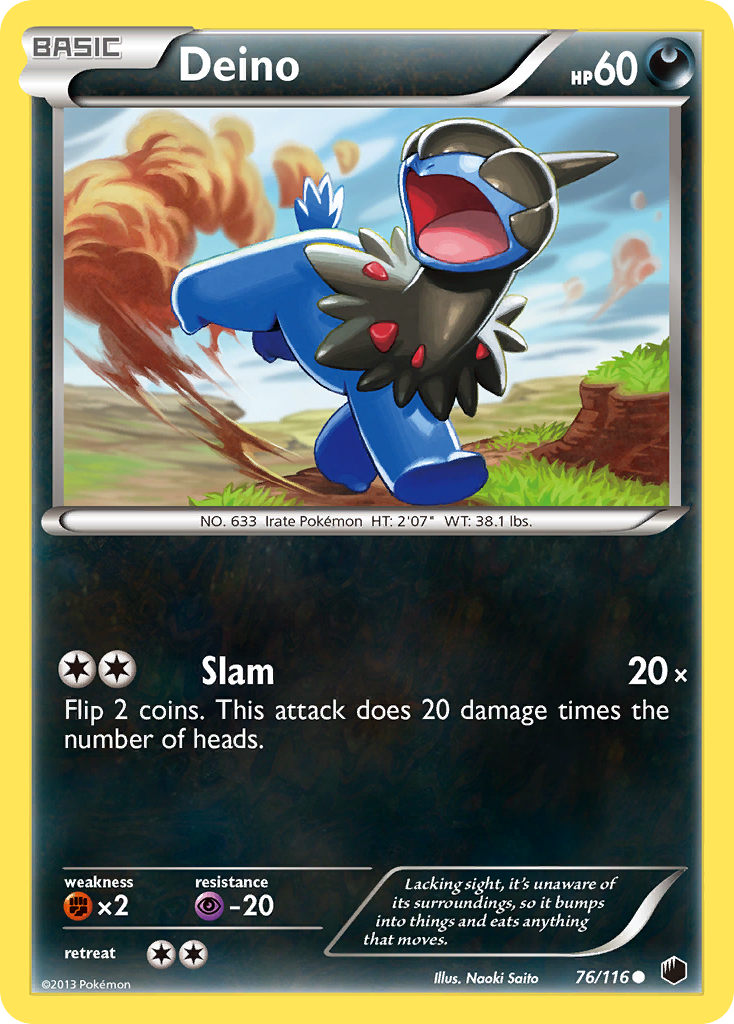 BASIC
Deino
HP60
NO. 633 Irate Pokémon HT: 2'07" WT: 38.1 lbs.
Slam
20×
Flip 2 coins. This attack does 20 damage times the
number of heads.
weakness
×2
resistance
-20
retreat
Lacking sight, it's unaware of
its surroundings, so it bumps
into things and eats anything
that moves.
©2013 Pokémon
Illus. Naoki Saito
76/116